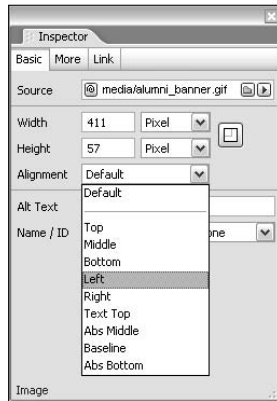 Inspector
Basic More Link
Source media/alumni_banner.gif
Width 411 Pixel
Height 57 Pixel
Alignment Default
Default
Alt Text
Top
Middle
Name / ID
Bottom
Left
Right
Text Top
Abs Middle
Baseline
Abs Bottom
Image